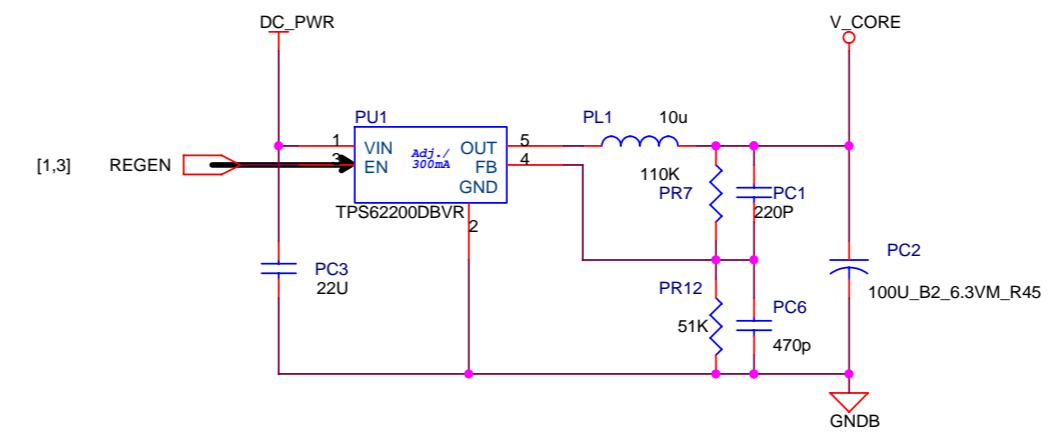 DC_PWR
V_CORE
PU1
PL1
10u
1
VIN
OUT
5
[1,3]
REGEN
3
EN
Adj./
300mA
FB
4
GND
110K
PR7
PC1
220P
TPS62200DBVR
2
PC2
PC3
22U
PR12
100U_B2_6.3VM_R45
PC6
51K
470p
GNDB